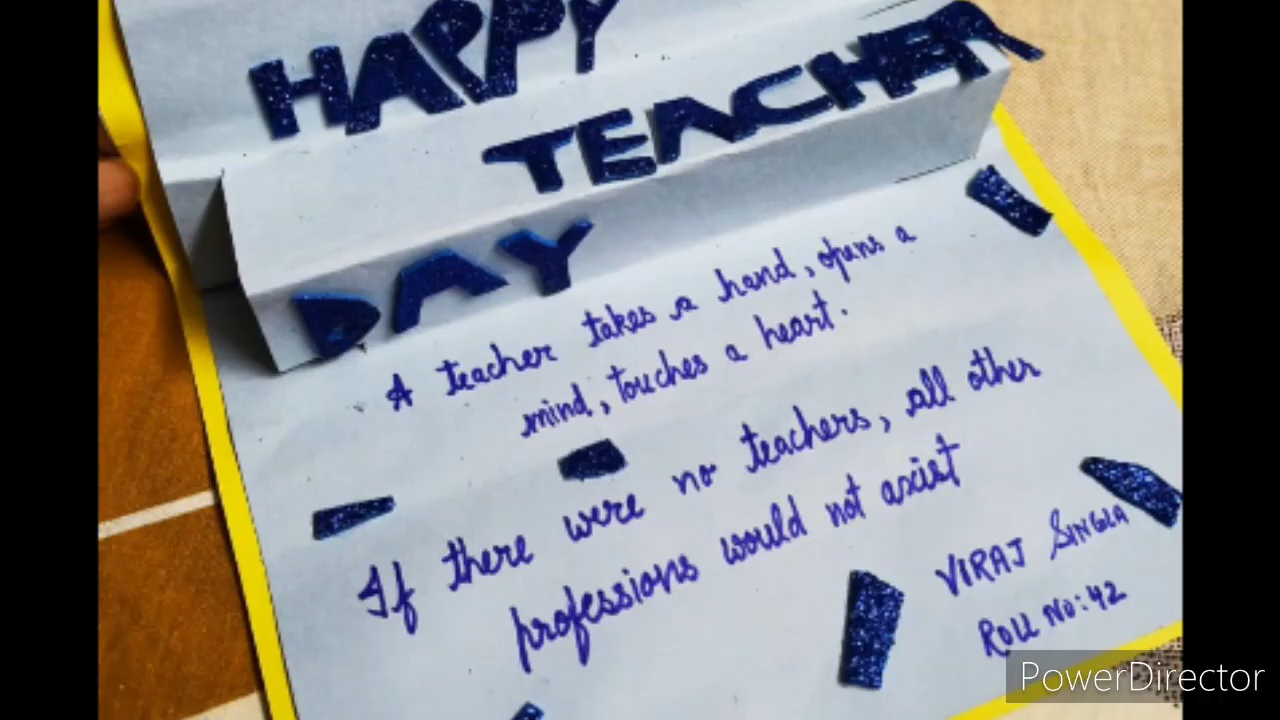 HAPPY
TEACHER
DAY
A teacher takes a hand, opens a
mind, touches a heart.
If there were no teachers, all other
professions would not axist
VIRAJ SINGLA
ROLL NO: 42
PowerDirector